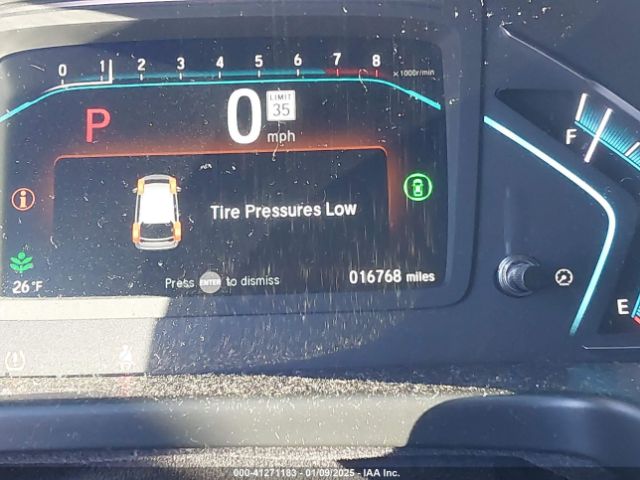 0 1 2 3 4 5 6 7 8 x1000r/min
P 0 LIMIT 35
mph
F
Tire Pressures Low
26°F Press ENTER to dismiss 016768 miles
E
000-41271183 - 01/09/2025 - IAA Inc.